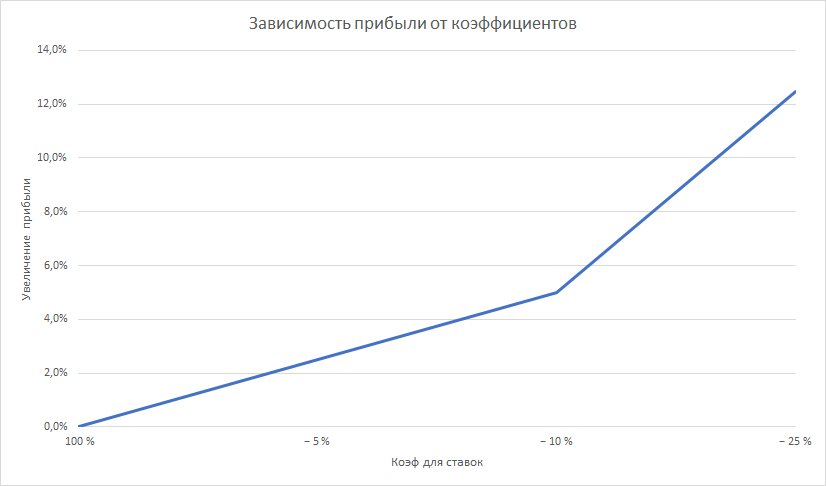 Зависимость прибыли от коэффициентов
14,0%
12,0%
10,0%
8,0%
6,0%
4,0%
2,0%
0,0%
Увеличение прибыли
100 %
− 5 %
− 10 %
− 25 %
Коэф для ставок